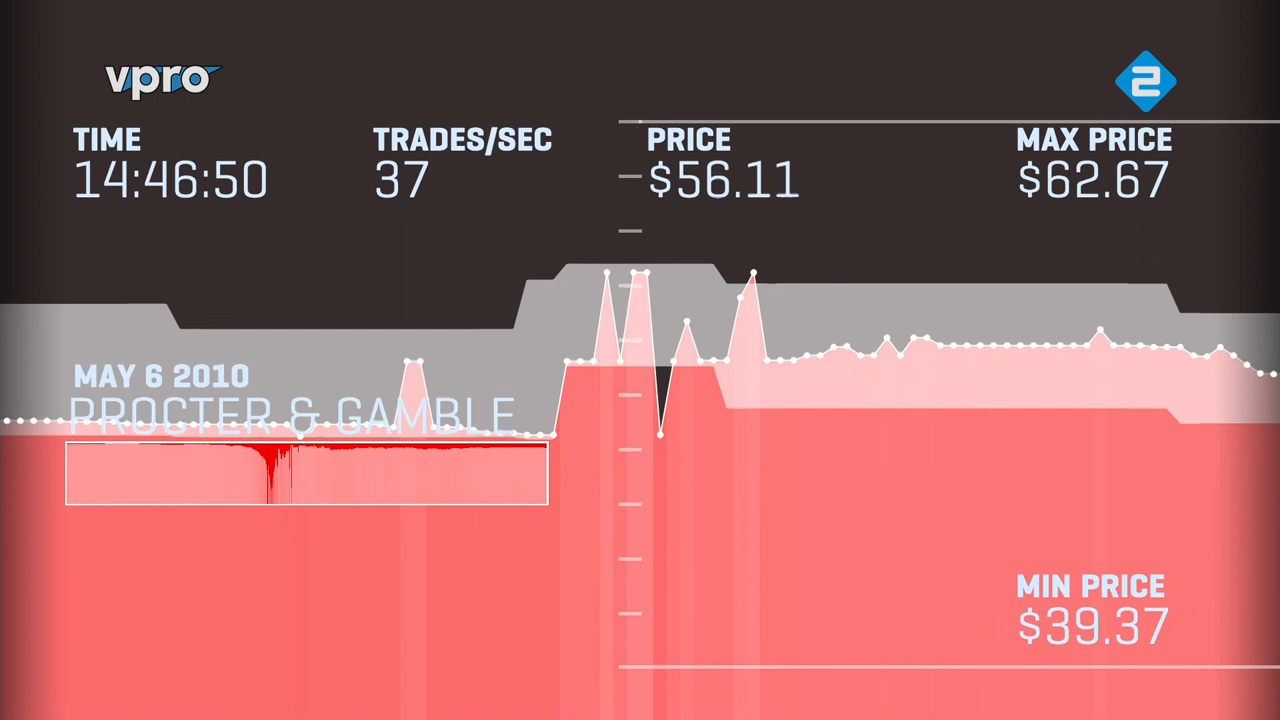 vpro
2
TIME
14:46:50
TRADES/SEC
37
PRICE
$56.11
MAX PRICE
$62.67
MAY 6 2010
PROCTER & GAMBLE
MIN PRICE
$39.37